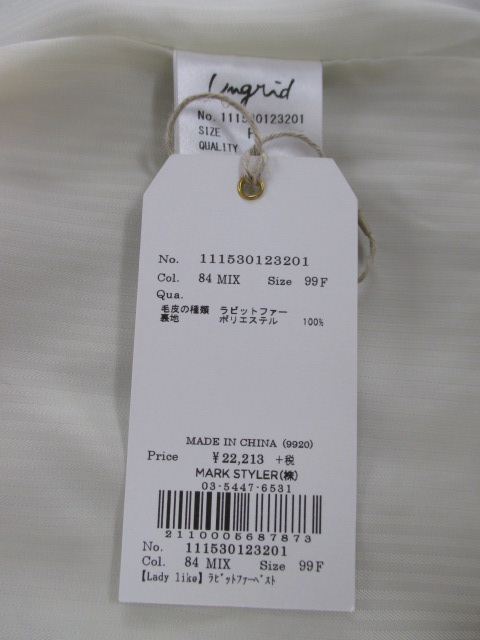 Ingrid
No.111530123201
SIZE F
QUALITY
No. 111530123201
Col. 84 MIX Size 99F
Qua.
毛皮の種類 ラビットファー
裏地 ポリエステル 100%
MADE IN CHINA (9920)
Price ¥22,213 +税
MARK STYLER(株)
03-5447-6531
2110005687873
No. 111530123201
Col. 84 MIX Size 99F
【Lady like】ラビットファーベスト